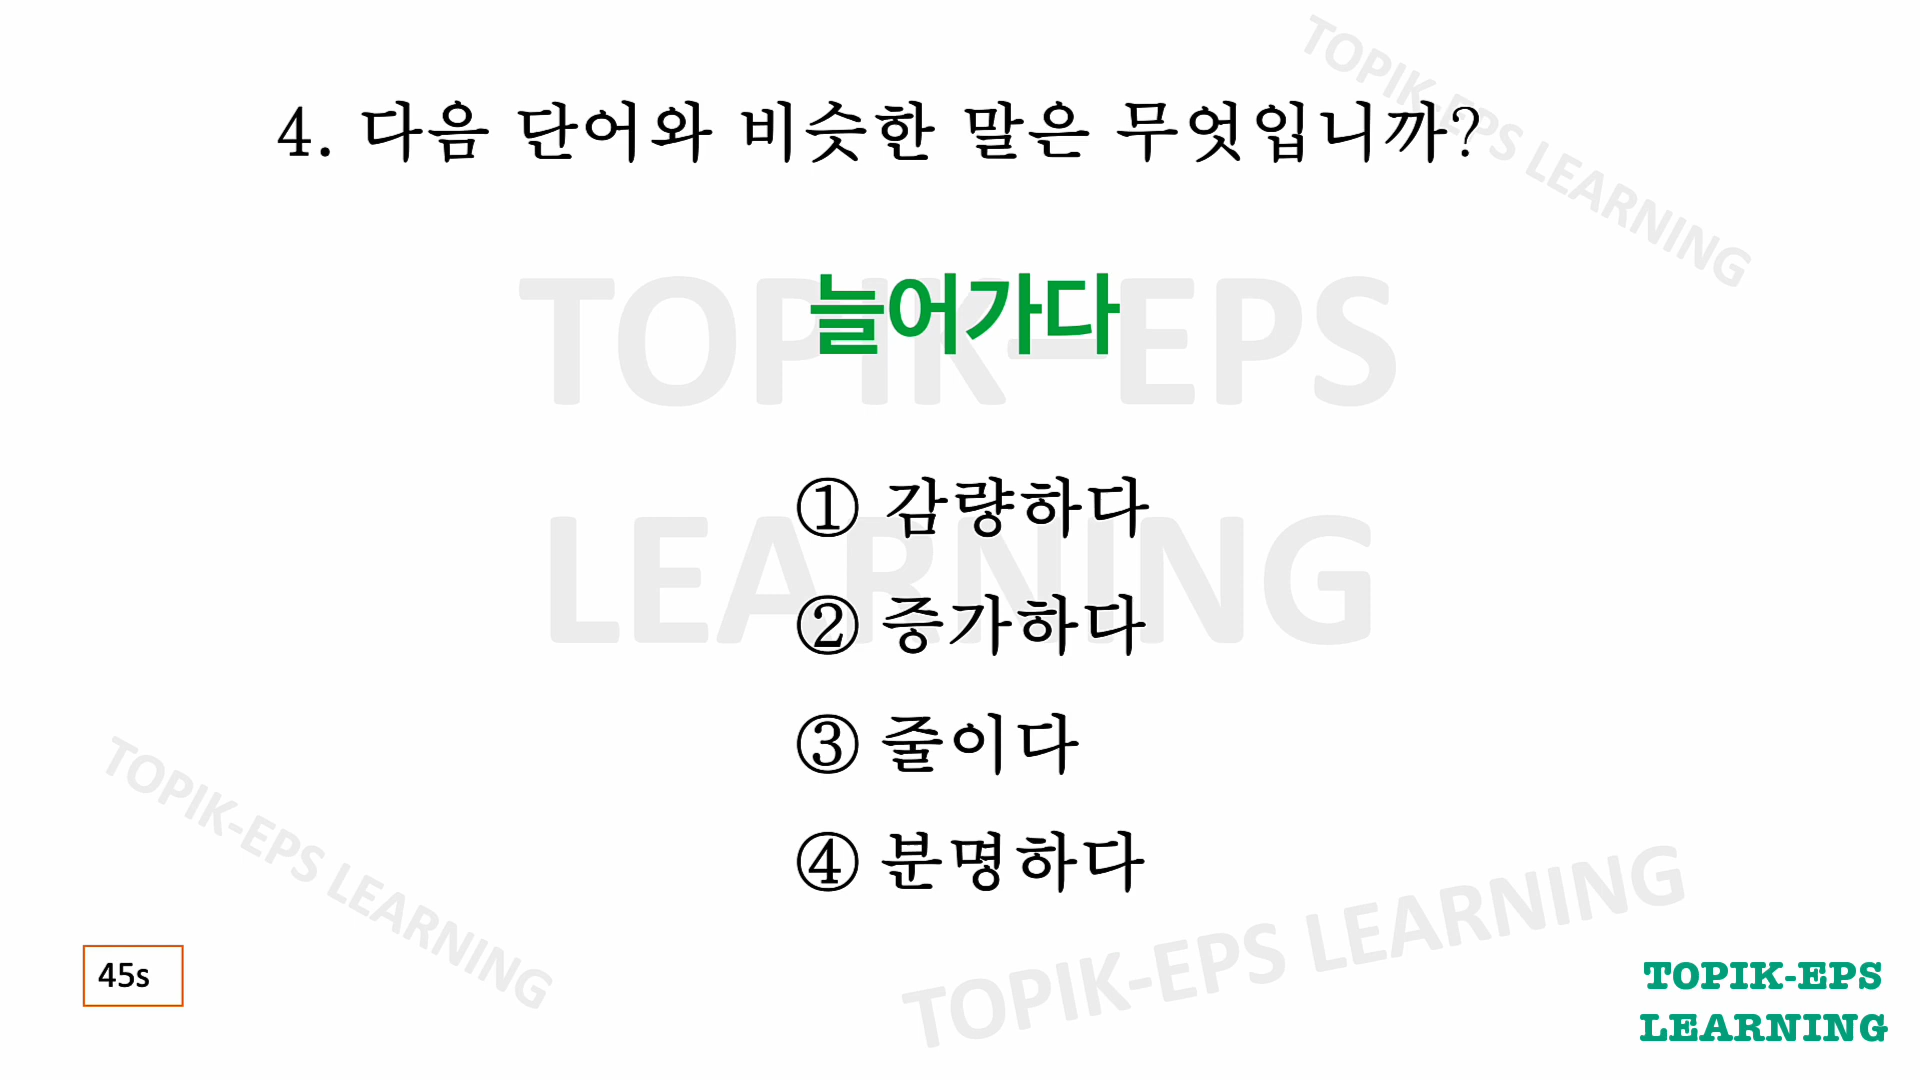 TOPIK-EPS LEARNING
4. 다음 단어와 비슷한 말은 무엇입니까?
늘어가다
TOPIK-EPS
LEARNING
① 감량하다
② 증가하다
③ 줄이다
④ 분명하다
TOPIK-EPS LEARNING
TOPIK-EPS LEARNING
45s
TOPIK-EPS
LEARNING